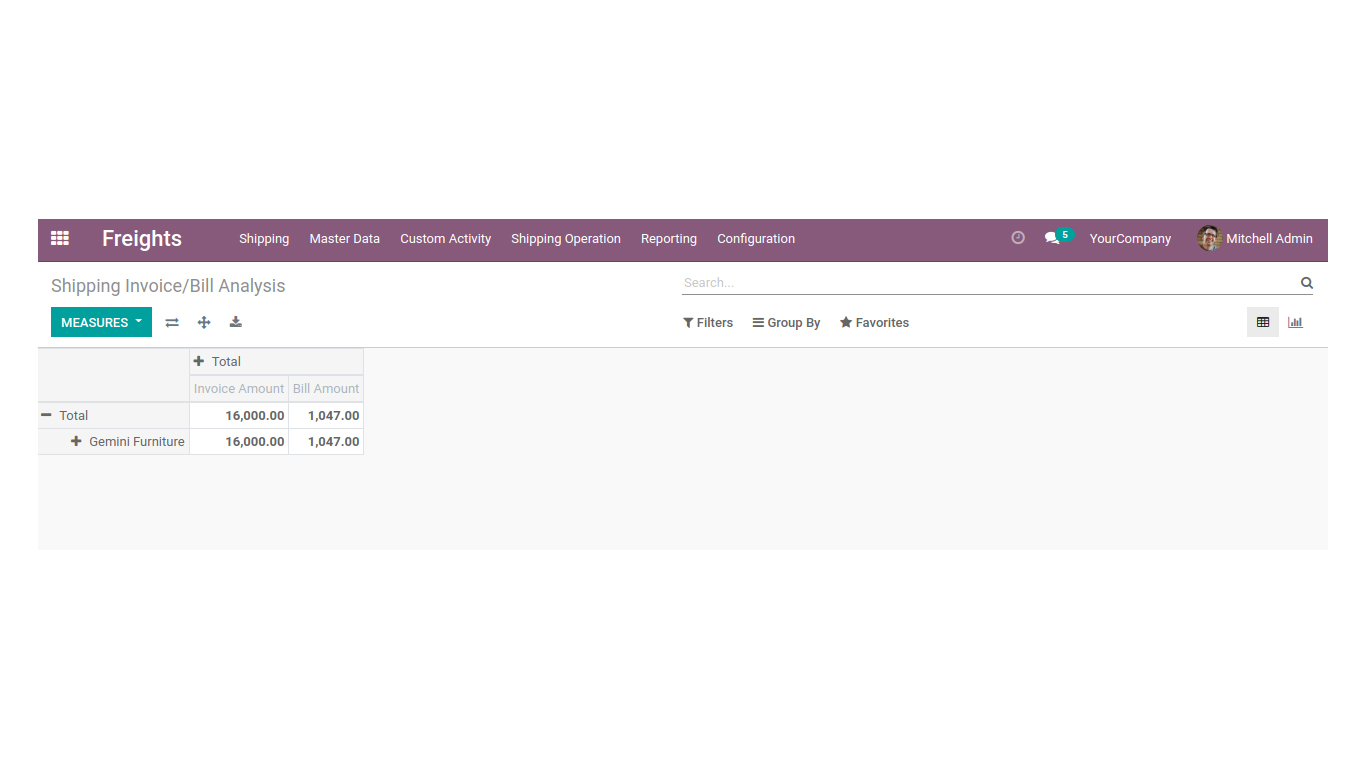 Freights Shipping Master Data Custom Activity Shipping Operation Reporting Configuration 5 YourCompany Mitchell Admin
Shipping Invoice/Bill Analysis Search...
MEASURES Filters Group By Favorites
Total
Invoice Amount Bill Amount
Total 16,000.00 1,047.00
Gemini Furniture 16,000.00 1,047.00